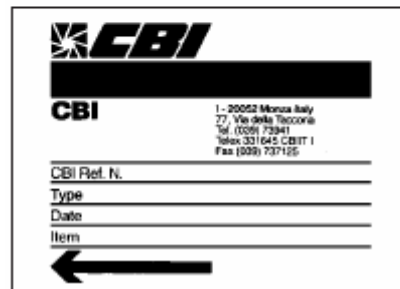 CBI
CBI
I - 20052 Monza Italy
77, Via della Taccona
Tel. (039) 73941
Telex 331645 CBIIT I
Fax (039) 737125
CBI Ref. N.
Type
Date
Item